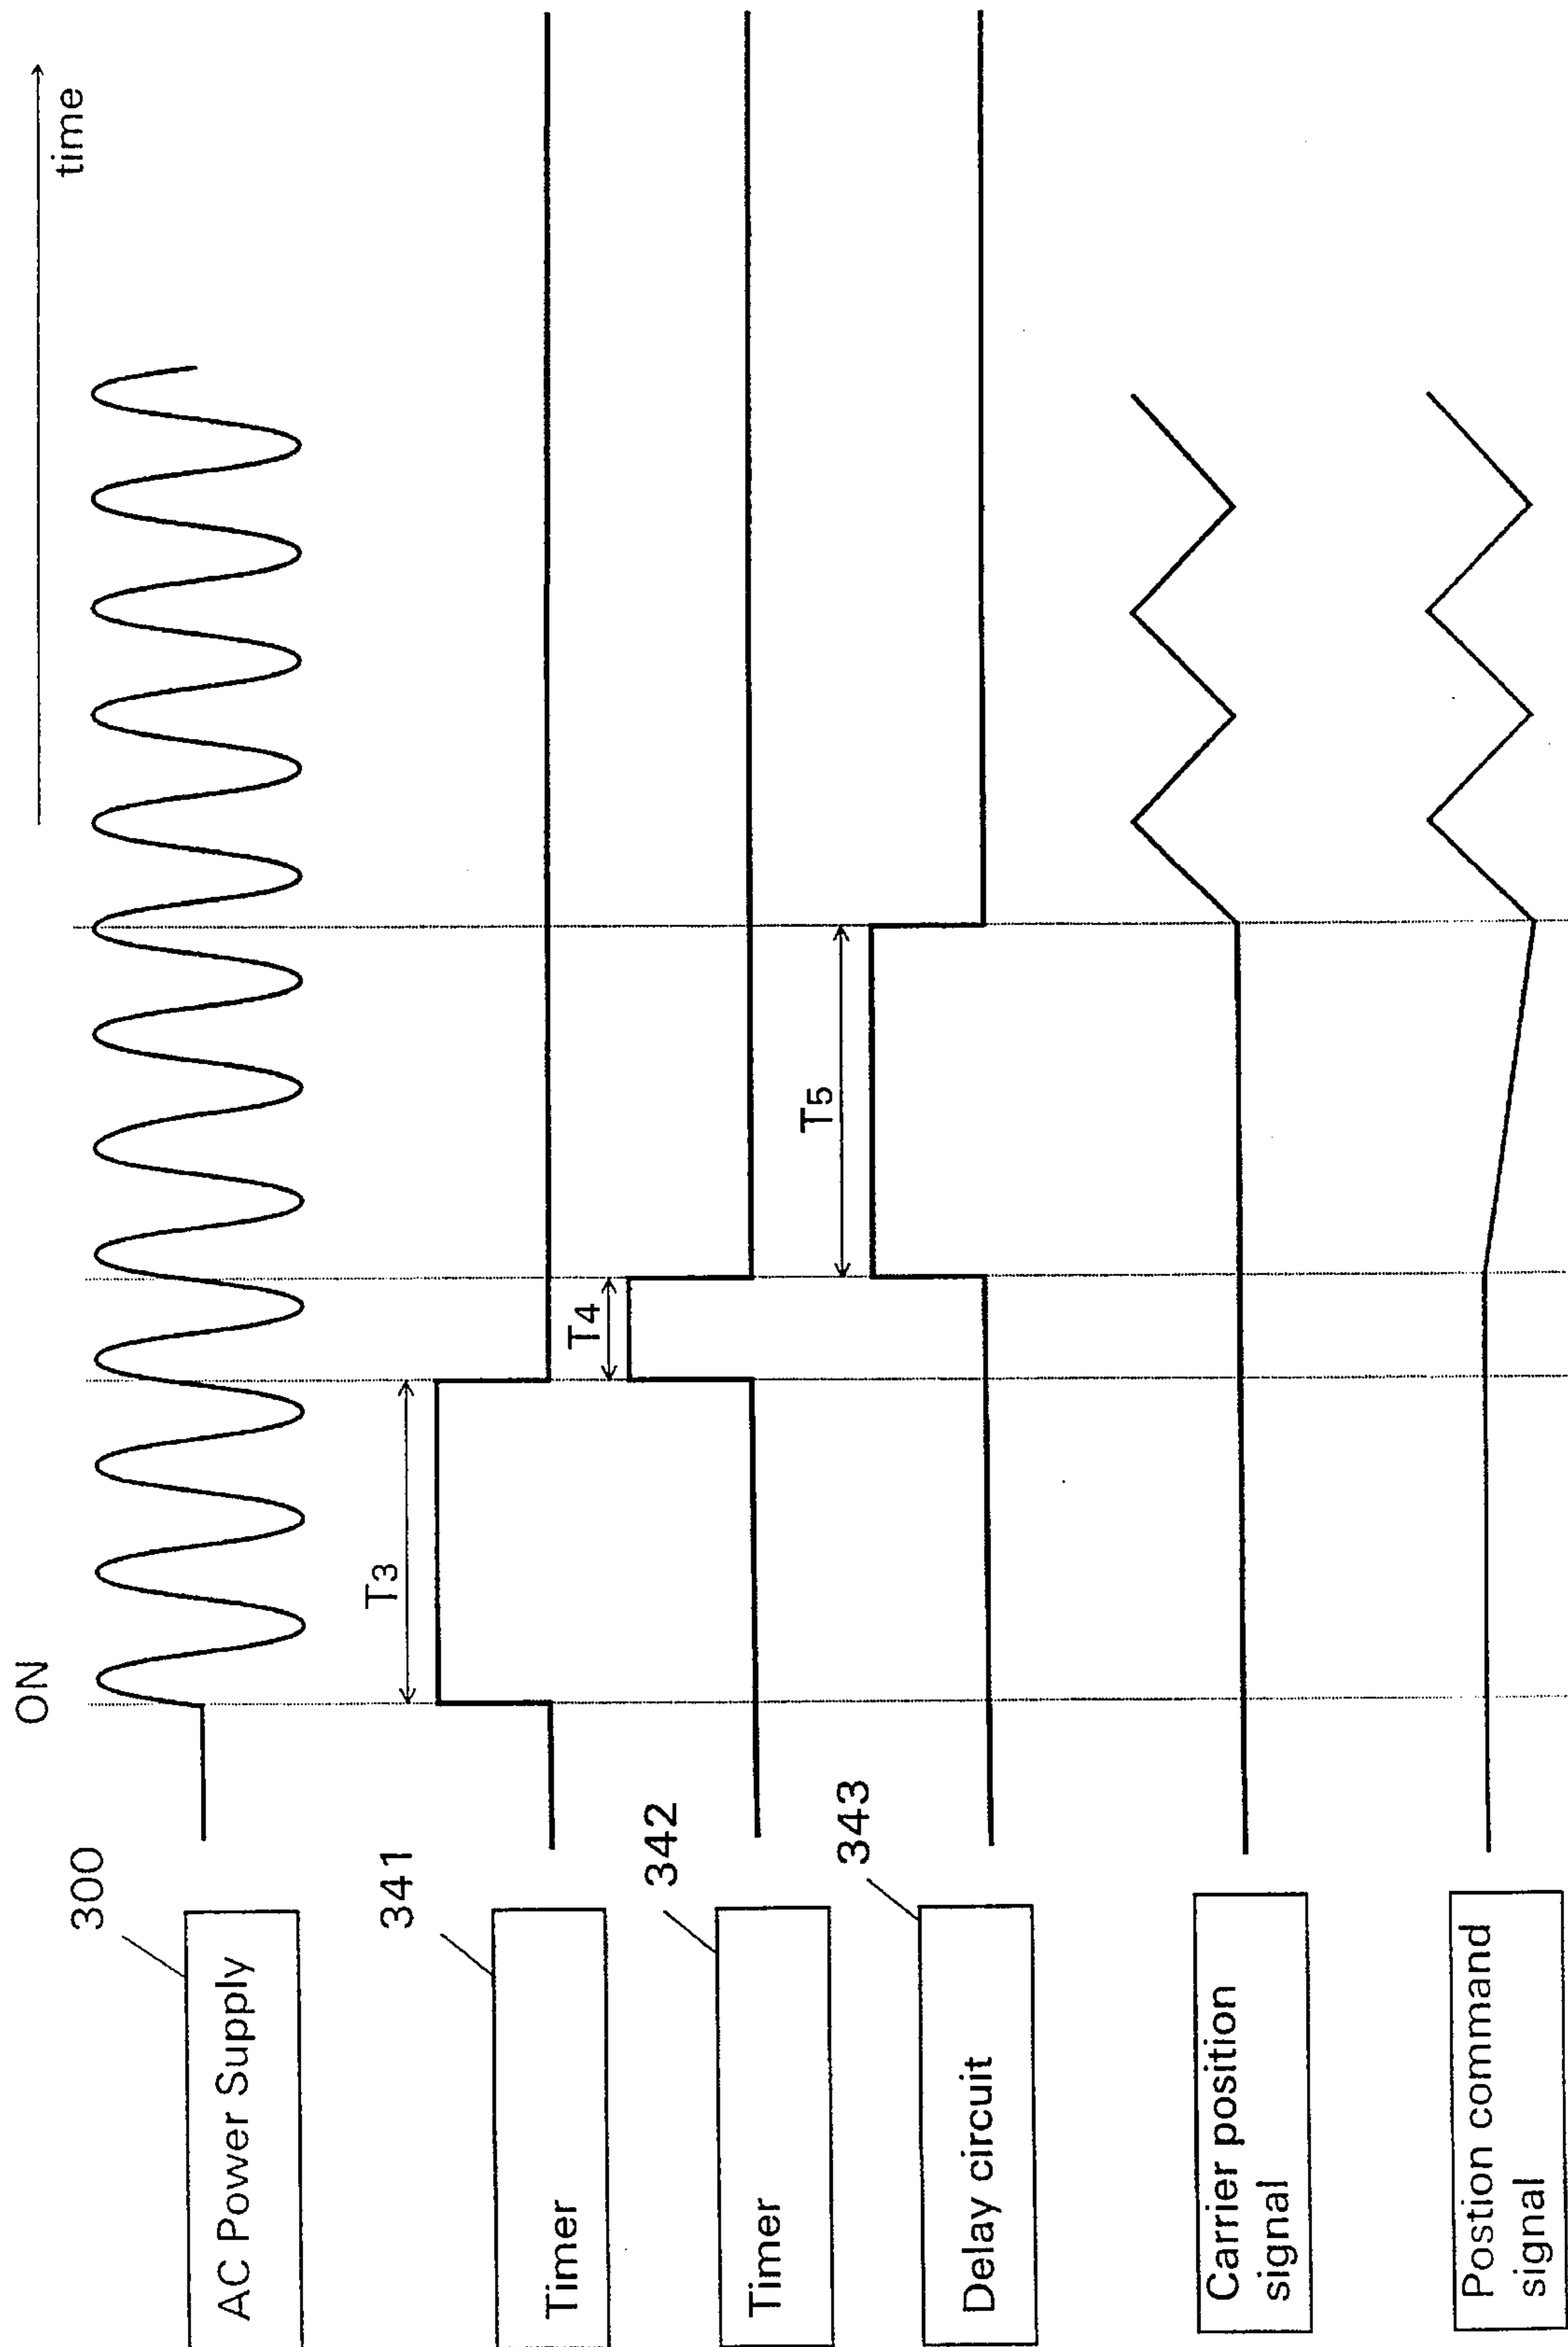 ON
time
300
AC Power Supply
341
Timer
T3
342
Timer
T4
343
Delay circuit
T5
Carrier position
signal
Postion command
signal